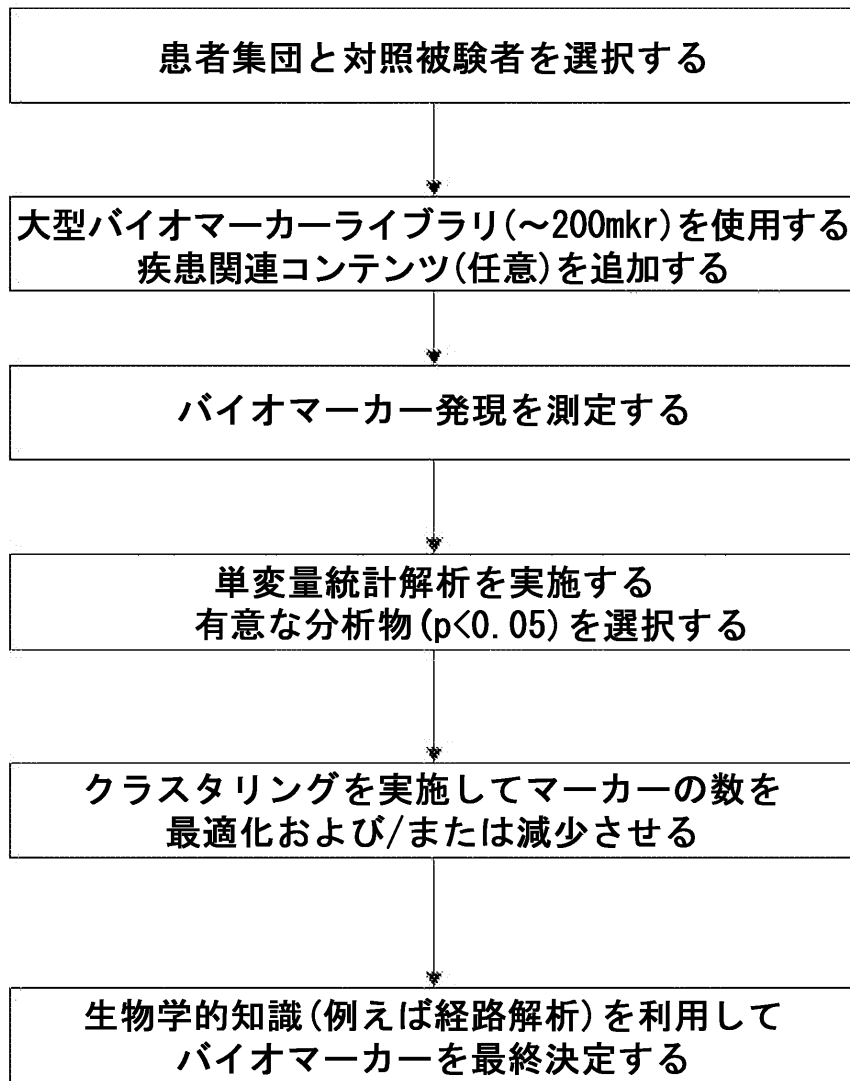 患者集団と対照被験者を選択する
大型バイオマーカーライブラリ(～200mkr)を使用する
疾患関連コンテンツ(任意)を追加する
バイオマーカー発現を測定する
単変量統計解析を実施する
有意な分析物(p<0.05)を選択する
クラスタリングを実施してマーカーの数を
最適化および/または減少させる
生物学的知識(例えば経路解析)を利用して
バイオマーカーを最終決定する